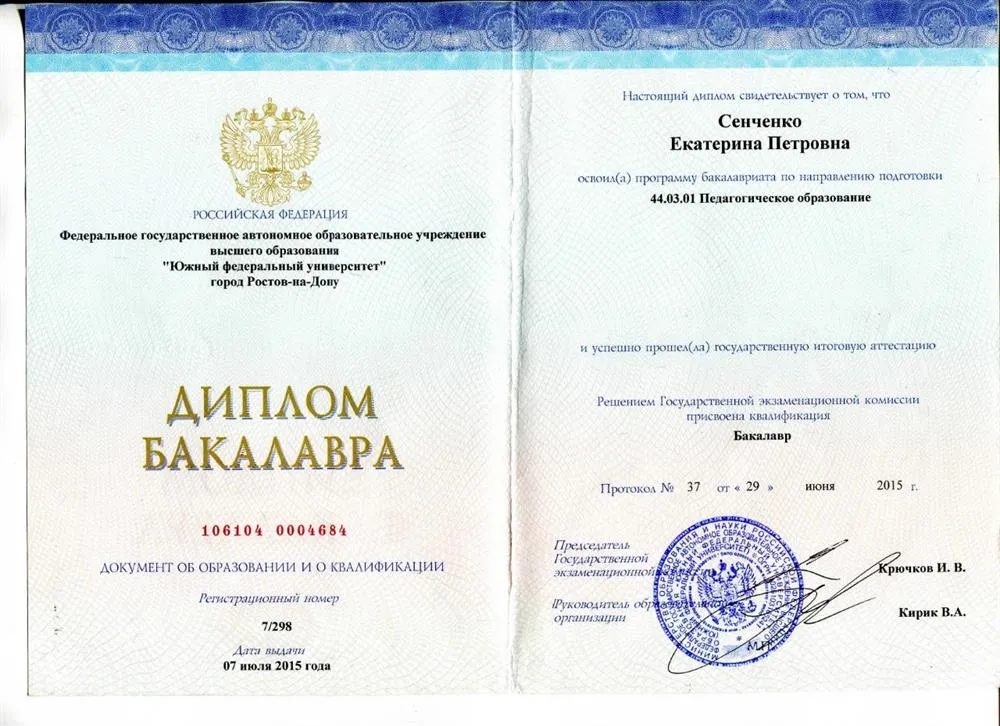 РОССИЙСКАЯ ФЕДЕРАЦИЯ
Федеральное государственное автономное образовательное учреждение
высшего образования
"Южный федеральный университет"
город Ростов-на-Дону
ДИПЛОМ
БАКАЛАВРА
106104 0004684
ДОКУМЕНТ ОБ ОБРАЗОВАНИИ И О КВАЛИФИКАЦИИ
Регистрационный номер
7/298
Дата выдачи
07 июля 2015 года
Настоящий диплом свидетельствует о том, что
Сенченко
Екатерина Петровна
освоил(а) программу бакалавриата по направлению подготовки
44.03.01 Педагогическое образование
и успешно прошел(ла) государственную итоговую аттестацию
Решением Государственной экзаменационной комиссии
присвоена квалификация
Бакалавр
Протокол № 37 от « 29 » июня 2015 г.
Председатель
Государственной
экзаменационной
Крючков И. В.
Руководитель
организации
Кирик В.А.
М.П.